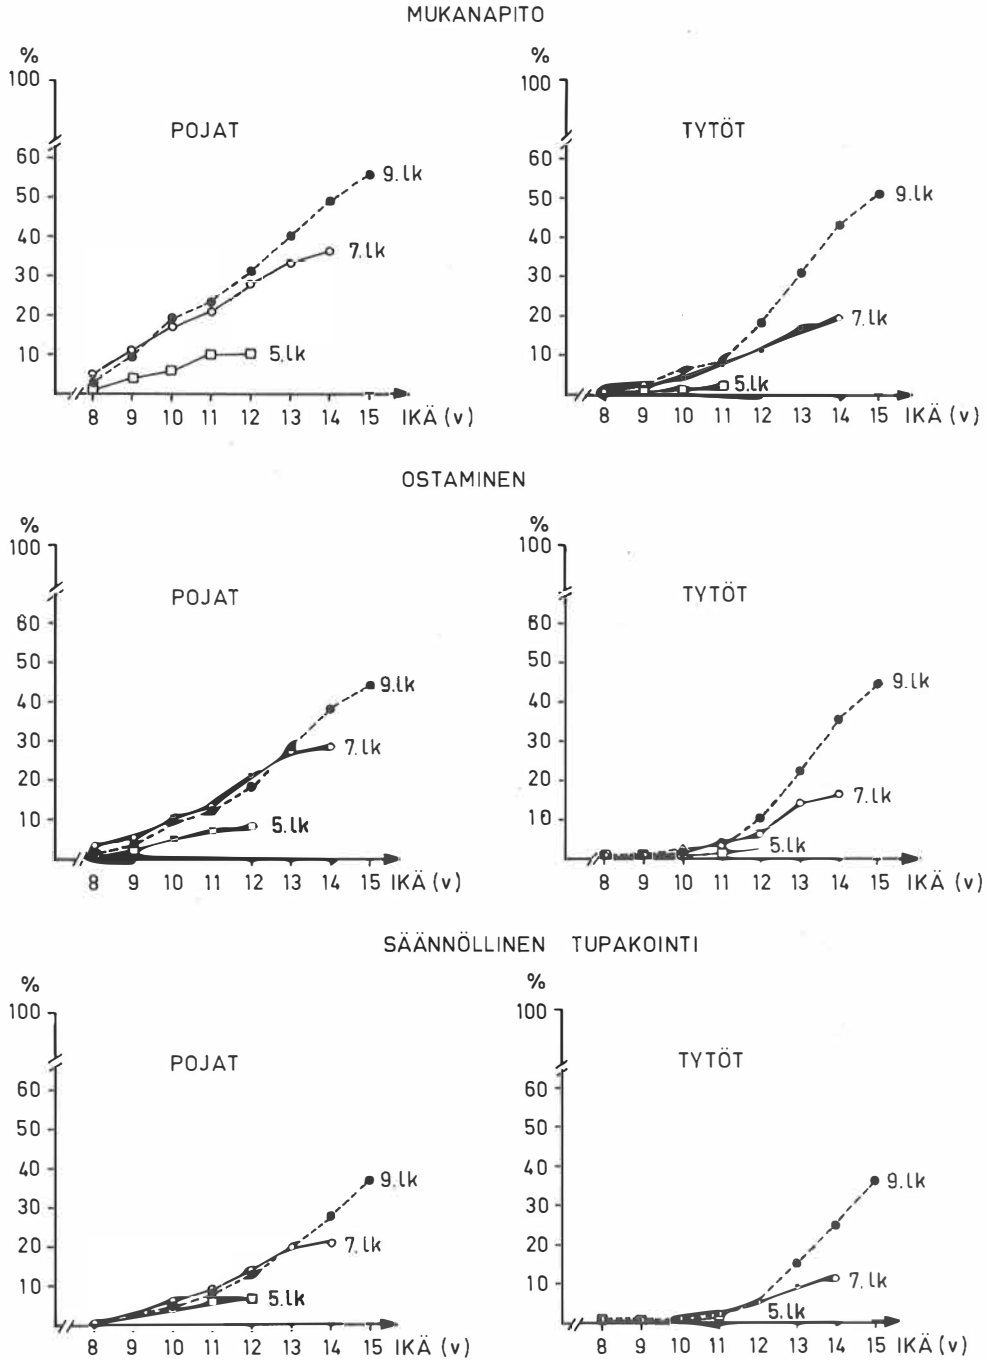 MUKANAPITO
% %
100 100
POJAT TYTÖT
60 60
9.lk 9.lk
50 50
40 40
7.lk
30 30
20 20
7.lk
10 5.lk 10
5.lk
8 9 10 11 12 13 14 15 IKÄ (v) 8 9 10 11 12 13 14 15 IKÄ (v)
OSTAMINEN
% %
100 100
POJAT TYTÖT
60 60
50 50
9.lk 9.lk
40 40
30 7.lk 30
20 20
7.lk
10 5.lk 10
5.lk
8 9 10 11 12 13 14 15 IKÄ (v) 8 9 10 11 12 13 14 15 IKÄ (v)
SÄÄNNÖLLINEN TUPAKOINTI
% %
100 100
POJAT TYTÖT
60 60
50 50
40 40
9.lk 9.lk
30 30
20 7.lk 20
10 10 7.lk
5.lk 5.lk
8 9 10 11 12 13 14 15 IKÄ (v) 8 9 10 11 12 13 14 15 IKÄ (v)